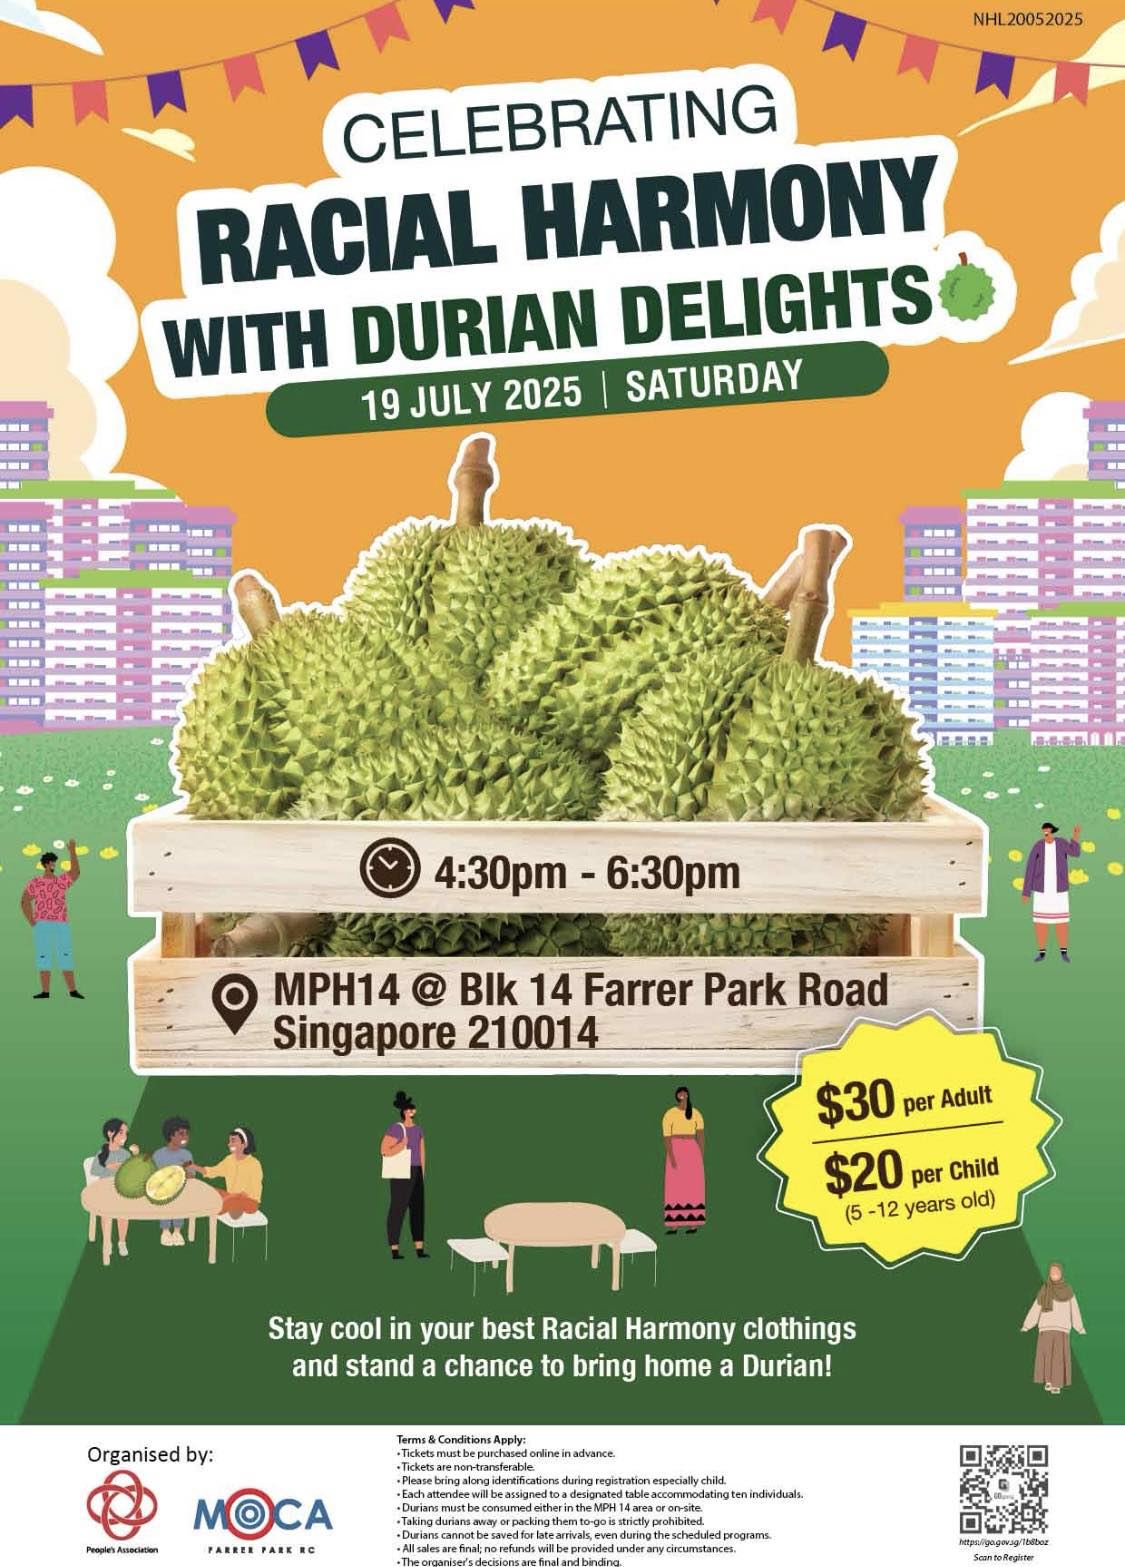 NHL20052025
CELEBRATING
RACIAL HARMONY
WITH DURIAN DELIGHTS
19 JULY 2025 | SATURDAY
4:30pm - 6:30pm
MPH14 @ Blk 14 Farrer Park Road
Singapore 210014
$30 per Adult
$20 per Child
(5 -12 years old)
Stay cool in your best Racial Harmony clothings
and stand a chance to bring home a Durian!
Organised by:
People's Association
MOCA
FARRER PARK RC
Terms & Conditions Apply:
• Tickets must be purchased online in advance.
• Tickets are non-transferable.
• Please bring along identifications during registration especially child.
• Each attendee will be assigned to a designated table accommodating ten individuals.
• Durians must be consumed either in the MPH 14 area or on-site.
• Taking durians away or packing them to-go is strictly prohibited.
• Durians cannot be saved for late arrivals, even during the scheduled programs.
• All sales are final; no refunds will be provided under any circumstances.
• The organiser's decisions are final and binding.
https://go.gov.sg/1b8boz
Scan to Register